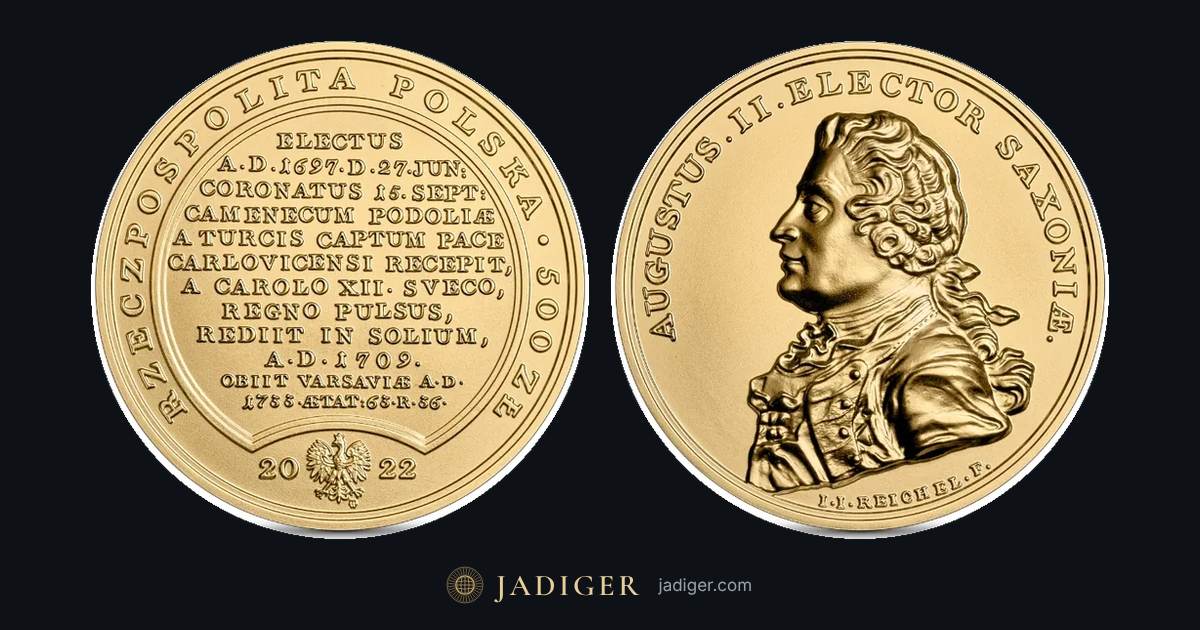 RZECZPOSPOLITA POLSKA · 500 ZŁ
ELECTUS
A.D.1697.D.27.JUN:
CORONATUS 15.SEPT:
CAMENECUM PODOLIÆ
A TURCIS CAPTUM PACE
CARLOVICENSI RECEPIT,
A CAROLO XII. SVECO,
REGNO PULSUS,
REDIIT IN SOLIUM,
A.D.1709.
OBIIT VARSAVIÆ A.D.
1733.ÆTAT:63.R.36.
20 22
AUGUSTUS.II.ELECTOR SAXONIÆ.
I.I.REICHEL.F.
JADIGER jadiger.com